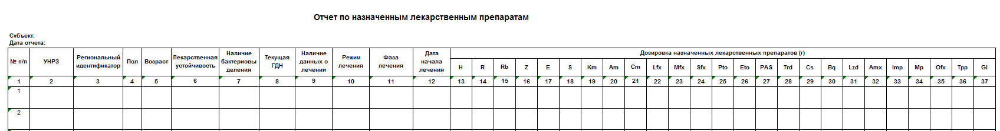 Отчет по назначенным лекарственным препаратам
Субъект:
Дата отчета:
№ п/п УНРЗ Региональный идентификатор Пол Возраст Лекарственная устойчивость Наличие бактериовы деления Текущая ГДН Наличие данных о лечении Режим лечения Фаза лечения Дата начала лечения Дозировка назначенных лекарственных препаратов (г)
H R Rb Z E S Km Am Cm Lfx Mfx Sfx Pto Eto PAS Trd Cs Bq Lzd Amx Imp Mp Ofx Tpp Gl
1 2 3 4 5 6 7 8 9 10 11 12 13 14 15 16 17 18 19 20 21 22 23 24 25 26 27 28 29 30 31 32 33 34 35 36 37
1
2